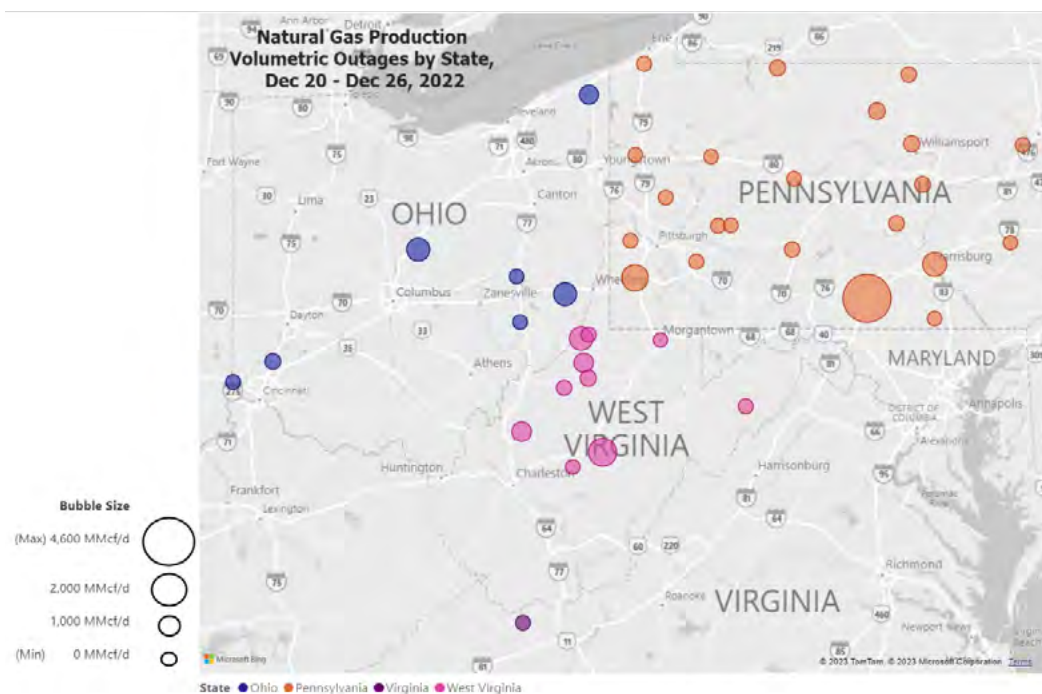 Natural Gas Production
Volumetric Outages by State,
Dec 20 - Dec 26, 2022
Ann Arbor
Detroit
Erie
Toledo
Cleveland
Fort Wayne
Akron
Youngstown
Williamsport
Canton
PENNSYLVANIA
Lima
OHIO
Pittsburgh
Harrisburg
Columbus
Zanesville
Wheeling
Dayton
Morgantown
Athens
MARYLAND
Cincinnati
Annapolis
DISTRICT OF
COLUMBIA
Alexandria
WEST
VIRGINIA
Huntington
Charleston
Harrisonburg
Frankfort
Lexington
Potomac
River
Richmond
Roanoke
VIRGINIA
Newport News
Virginia
Beach
Bubble Size
(Max) 4,600 MMcf/d
2,000 MMcf/d
1,000 MMcf/d
(Min) 0 MMcf/d
Microsoft Bing
© 2023 TomTom, © 2023 Microsoft Corporation Terms
State Ohio Pennsylvania Virginia West Virginia